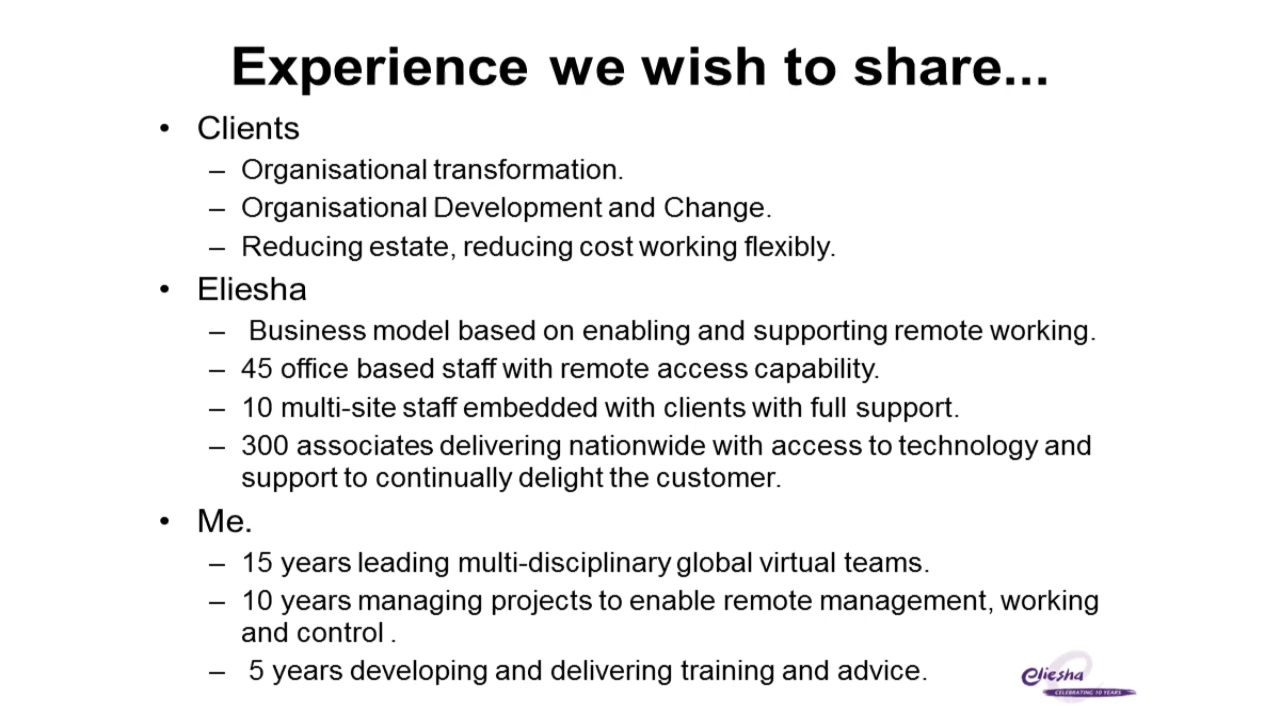 Experience we wish to share...
• Clients
– Organisational transformation.
– Organisational Development and Change.
– Reducing estate, reducing cost working flexibly.
• Eliesha
– Business model based on enabling and supporting remote working.
– 45 office based staff with remote access capability.
– 10 multi-site staff embedded with clients with full support.
– 300 associates delivering nationwide with access to technology and
support to continually delight the customer.
• Me.
– 15 years leading multi-disciplinary global virtual teams.
– 10 years managing projects to enable remote management, working
and control .
– 5 years developing and delivering training and advice.
eliesha
CELEBRATING 10 YEARS